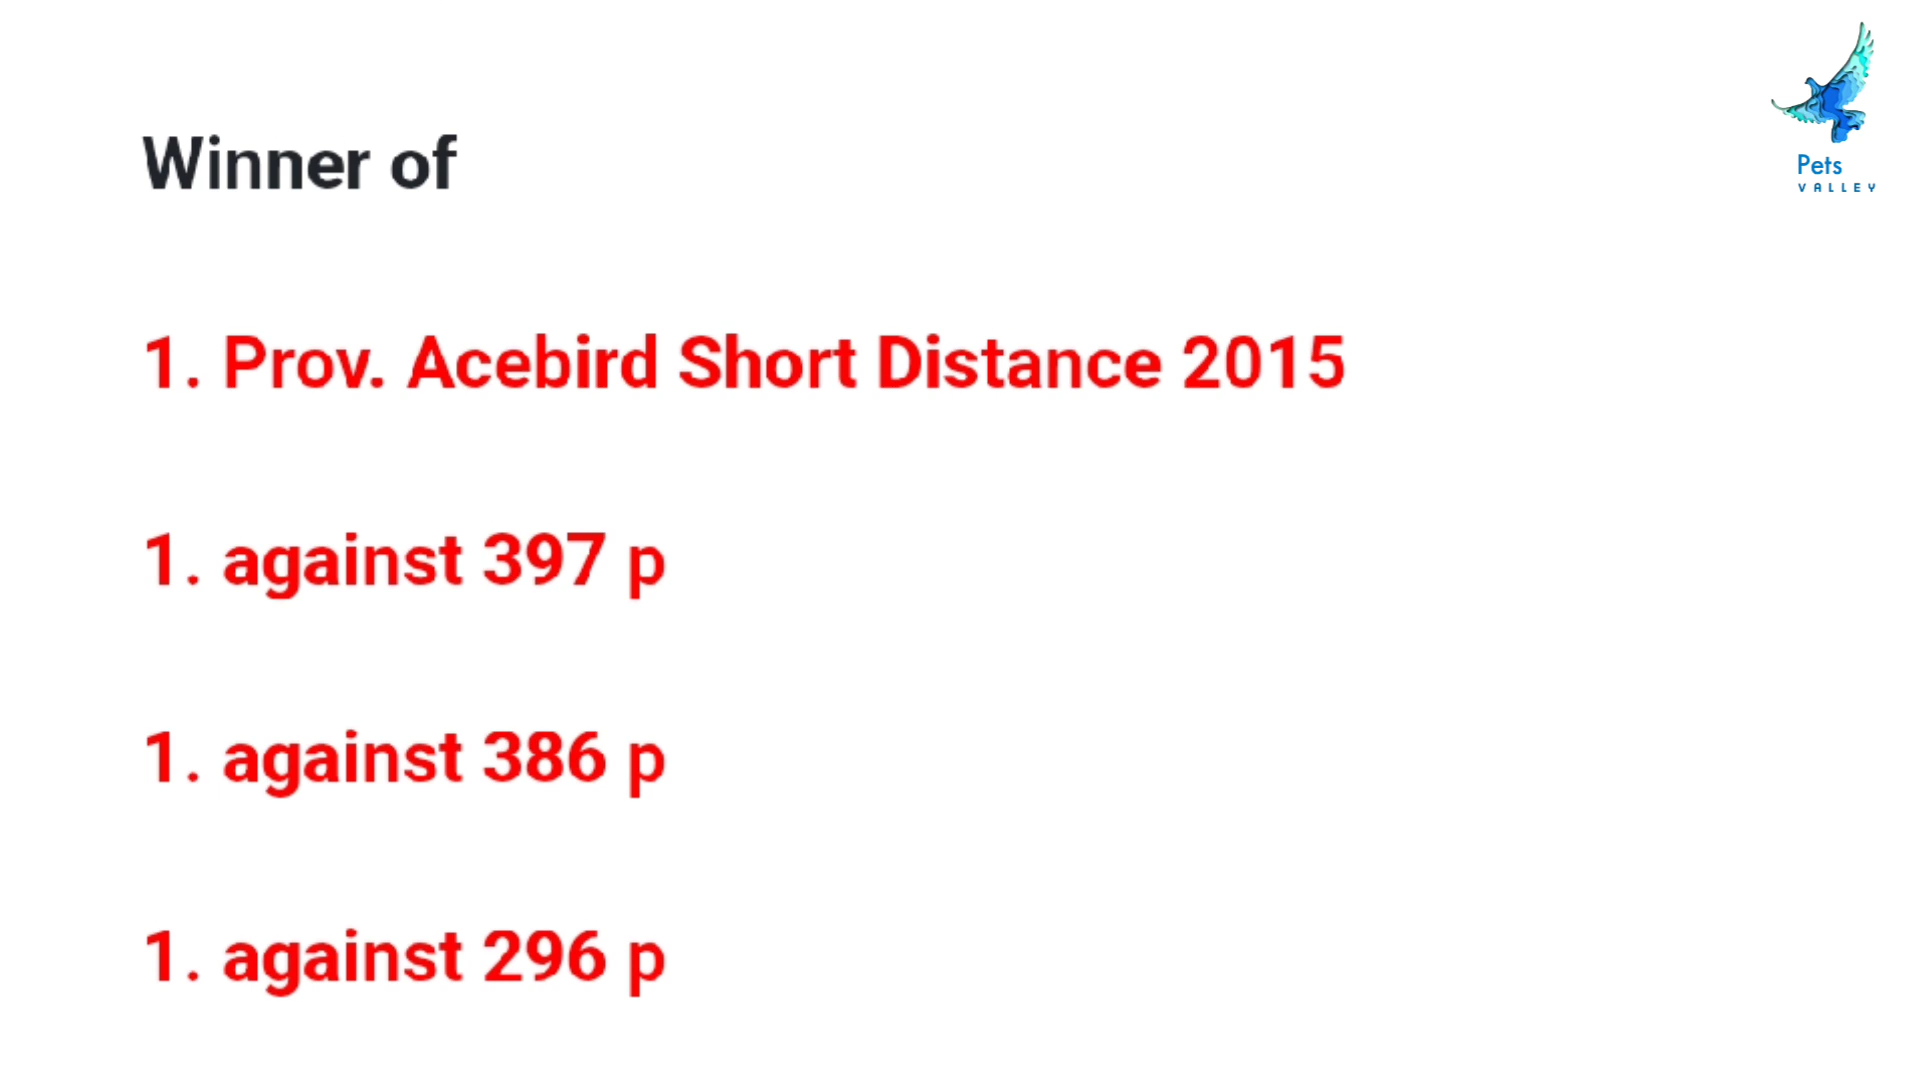 Winner of
Pets
VALLEY
1. Prov. Acebird Short Distance 2015
1. against 397 p
1. against 386 p
1. against 296 p